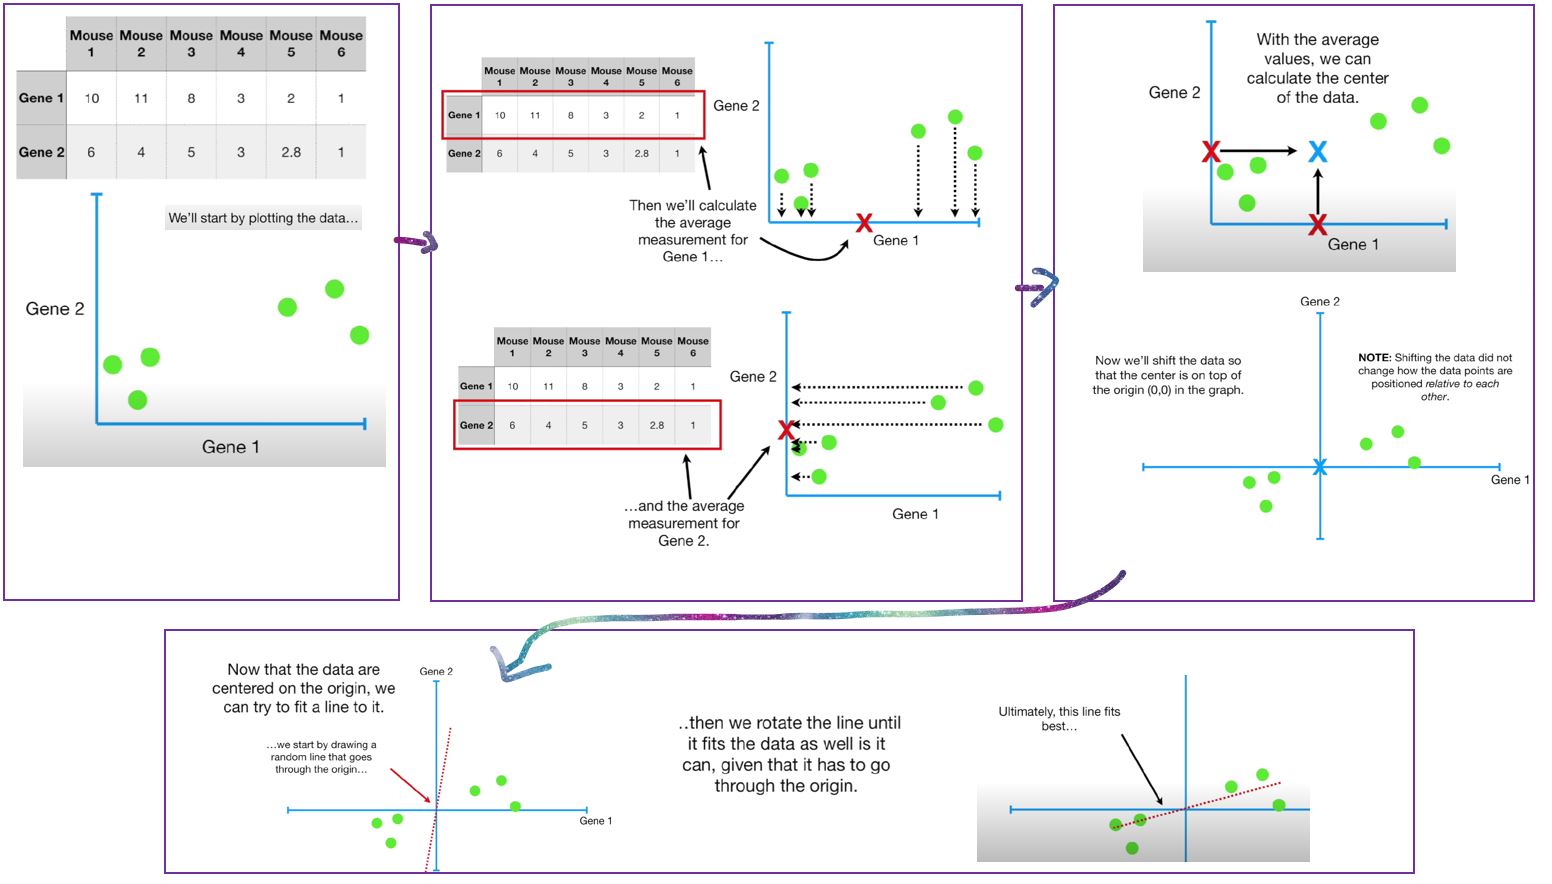 Mouse 1 Mouse 2 Mouse 3 Mouse 4 Mouse 5 Mouse 6
Gene 1 10 11 8 3 2 1
Gene 2 6 4 5 3 2.8 1
We'll start by plotting the data...
Gene 2
Gene 1
Mouse 1 Mouse 2 Mouse 3 Mouse 4 Mouse 5 Mouse 6
Gene 1 10 11 8 3 2 1
Gene 2 6 4 5 3 2.8 1
Gene 2
Then we'll calculate
the average
measurement for
Gene 1...
X
Gene 1
Mouse 1 Mouse 2 Mouse 3 Mouse 4 Mouse 5 Mouse 6
Gene 1 10 11 8 3 2 1
Gene 2 6 4 5 3 2.8 1
Gene 2
X
...and the average
measurement for
Gene 2.
Gene 1
With the average
values, we can
calculate the center
of the data.
Gene 2
X X
X
Gene 1
Gene 2
Now we'll shift the data so
that the center is on top of
the origin (0,0) in the graph.
NOTE: Shifting the data did not
change how the data points are
positioned relative to each
other.
X
Gene 1
Now that the data are
centered on the origin, we
can try to fit a line to it.
Gene 2
...we start by drawing a
random line that goes
through the origin...
Gene 1
..then we rotate the line until
it fits the data as well is it
can, given that it has to go
through the origin.
Ultimately, this line fits
best...